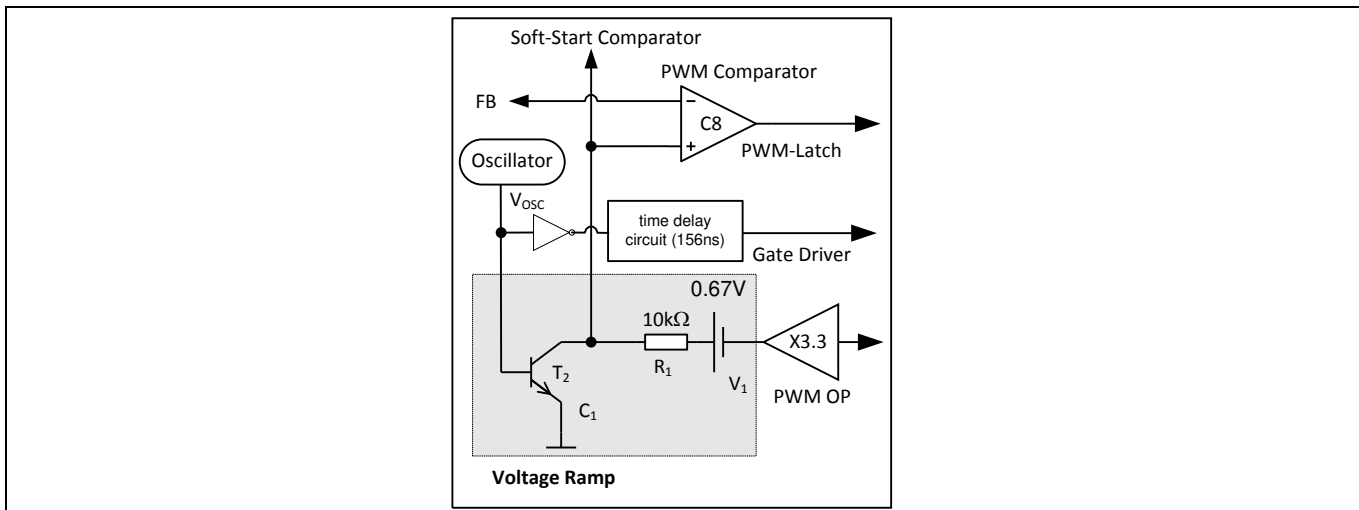 Soft-Start Comparator
PWM Comparator
FB
−
C8
+
PWM-Latch
Oscillator
VOSC
time delay
circuit (156ns)
Gate Driver
0.67V
10kΩ
X3.3
R1
T2
V1
PWM OP
C1
Voltage Ramp